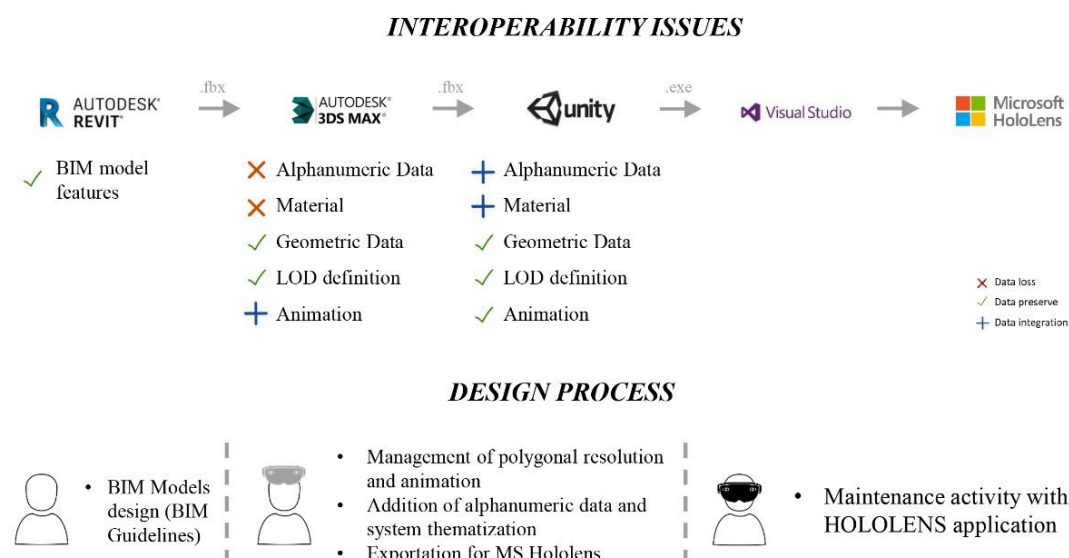 INTEROPERABILITY ISSUES
.fbx
.fbx
.exe
AUTODESK®
REVIT®
AUTODESK®
3DS MAX®
unity
Visual Studio
Microsoft
HoloLens
BIM model
features
Alphanumeric Data
Material
Geometric Data
LOD definition
Animation
Alphanumeric Data
Material
Geometric Data
LOD definition
Animation
Data loss
Data preserve
Data integration
DESIGN PROCESS
• BIM Models
design (BIM
Guidelines)
• Management of polygonal resolution
and animation
• Addition of alphanumeric data and
system thematization
• Exportation for MS Hololens
• Maintenance activity with
HOLOLENS application